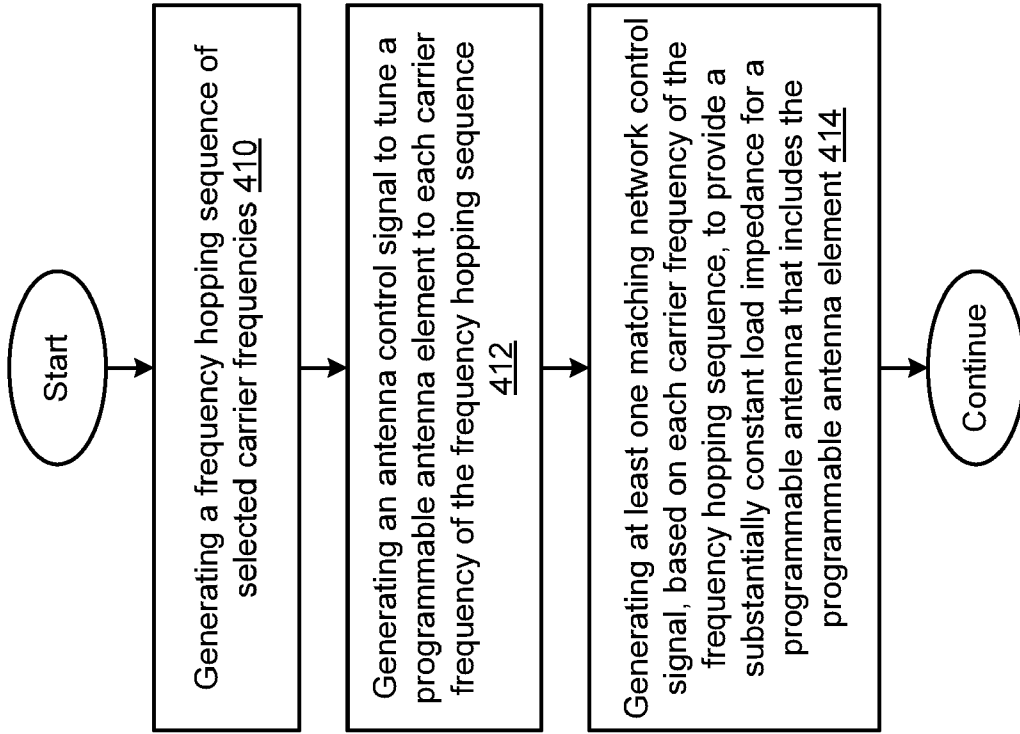 Start
Generating a frequency hopping sequence of
selected carrier frequencies 410
Generating an antenna control signal to tune a
programmable antenna element to each carrier
frequency of the frequency hopping sequence
412
Generating at least one matching network control
signal, based on each carrier frequency of the
frequency hopping sequence, to provide a
substantially constant load impedance for a
programmable antenna that includes the
programmable antenna element 414
Continue